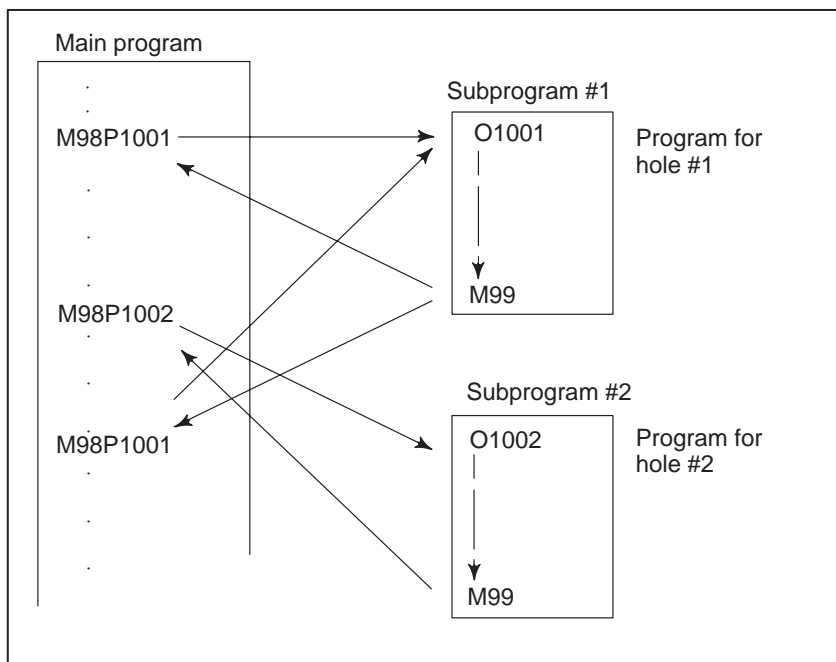 Main program
M98P1001
M98P1002
M98P1001
Subprogram #1
O1001
M99
Program for
hole #1
Subprogram #2
O1002
M99
Program for
hole #2